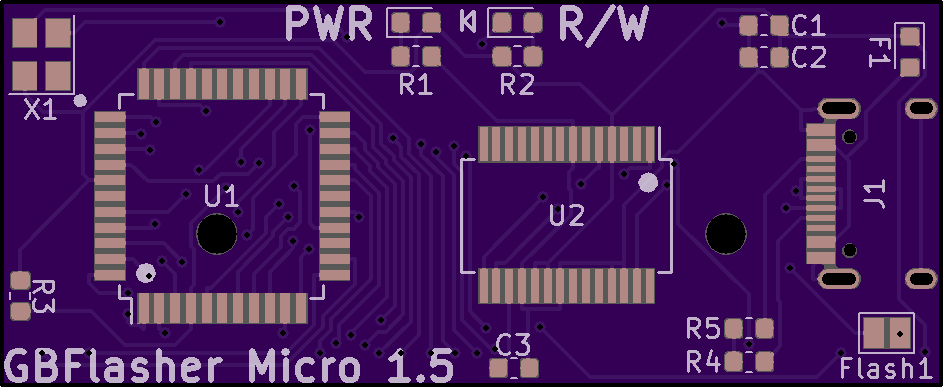 PWR R/W
C1
C2
F1
R1 R2
X1
U1
U2
J1
R3
C3
R5
R4
GBFlasher Micro 1.5
Flash1